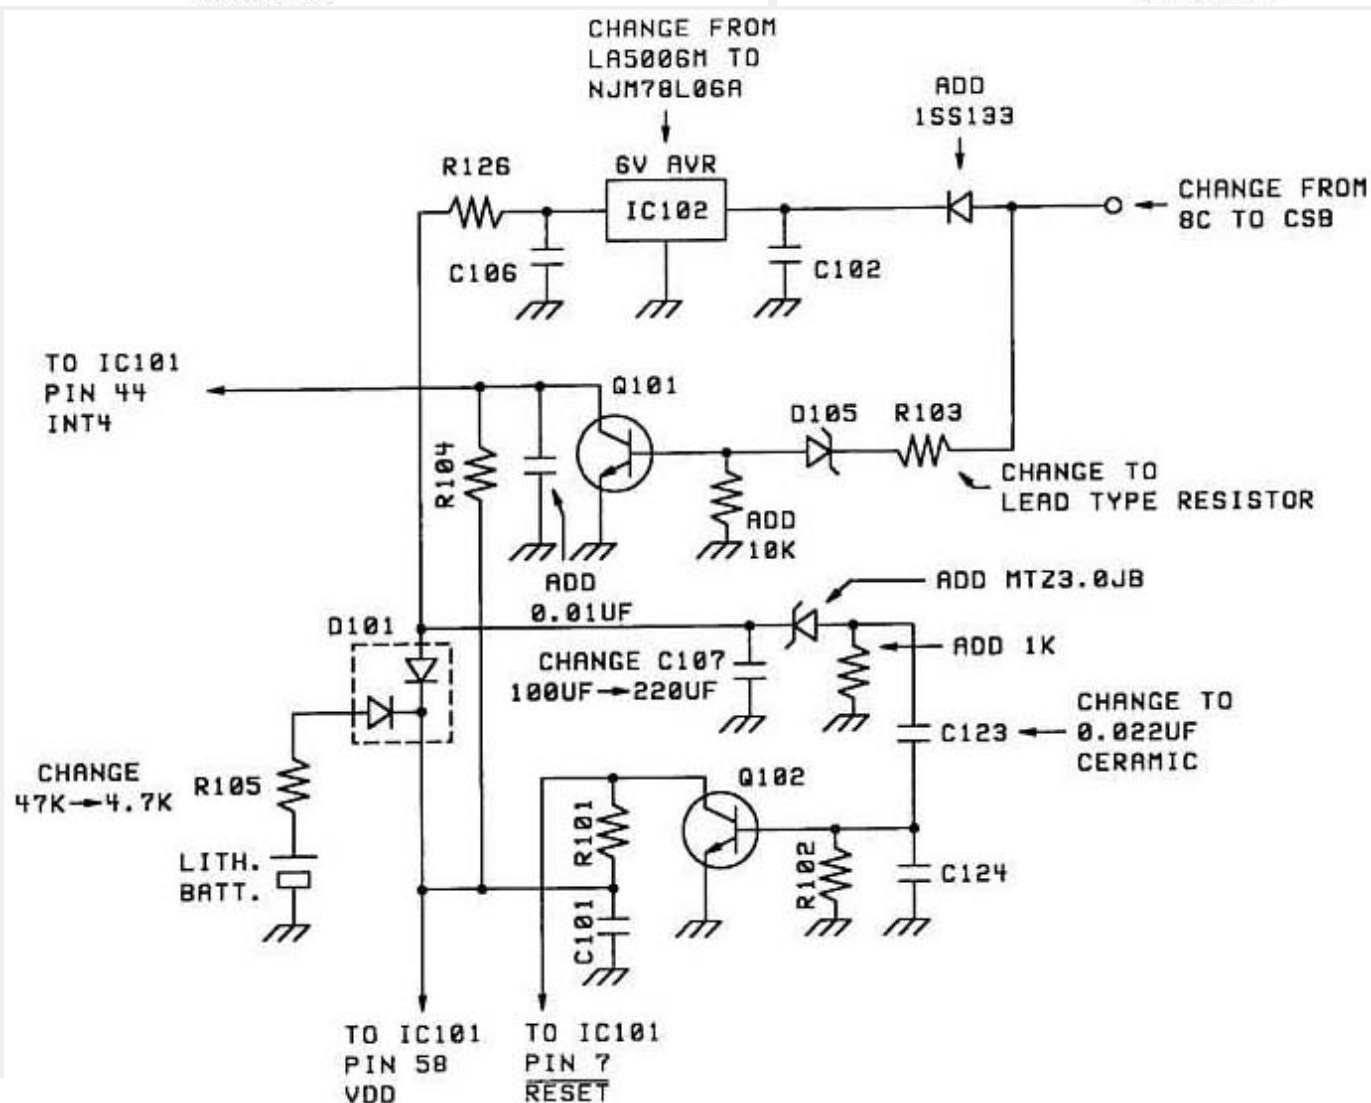 CHANGE FROM
LA5006M TO
NJM78L06A
ADD
1SS133
R126
6V AVR
IC102
CHANGE FROM
8C TO CSB
C106
C102
TO IC101
PIN 44
INT4
Q101
D105
R103
R104
CHANGE TO
LEAD TYPE RESISTOR
ADD
10K
ADD
0.01UF
ADD MTZ3.0JB
D101
ADD 1K
CHANGE C107
100UF→220UF
CHANGE TO
0.022UF
CERAMIC
C123
CHANGE
47K→4.7K
R105
Q102
R101
R102
C124
LITH.
BATT.
C101
TO IC101
PIN 58
VDD
TO IC101
PIN 7
RESET